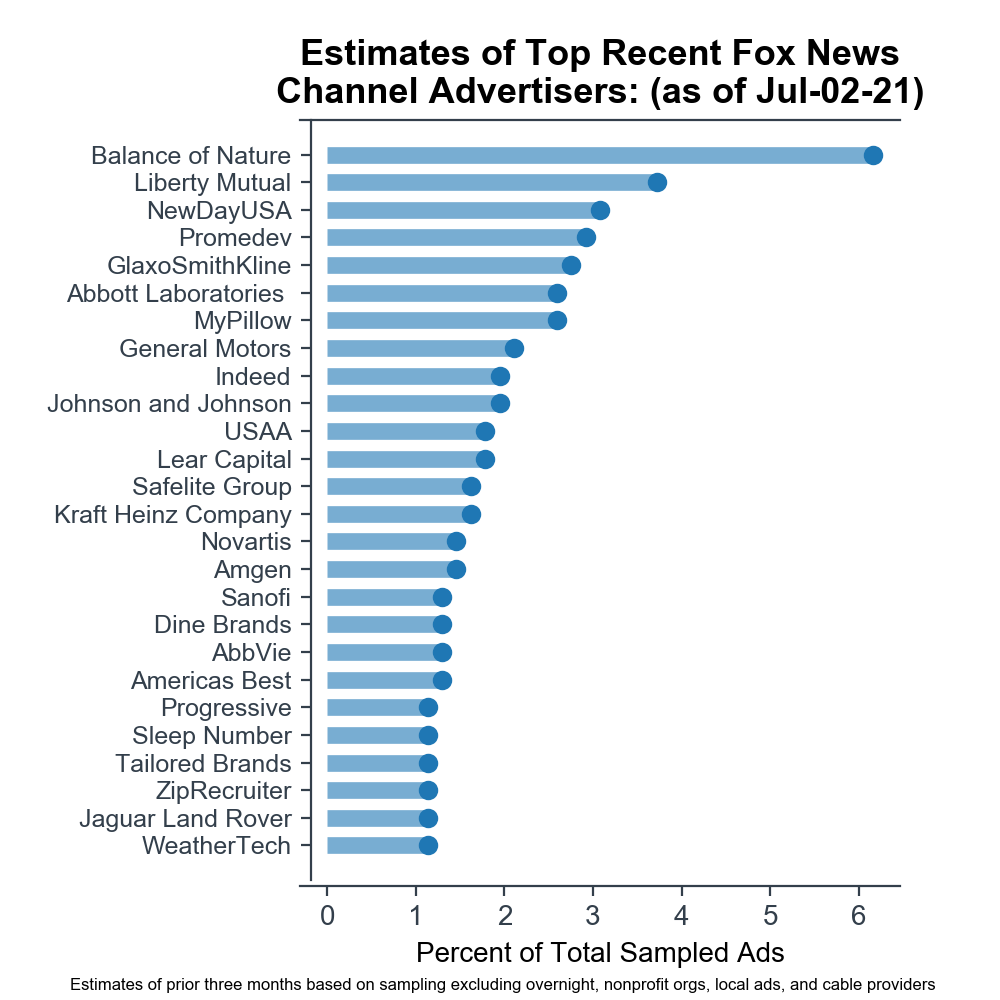 Estimates of Top Recent Fox News
Channel Advertisers: (as of Jul-02-21)
Balance of Nature
Liberty Mutual
NewDayUSA
Promedev
GlaxoSmithKline
Abbott Laboratories
MyPillow
General Motors
Indeed
Johnson and Johnson
USAA
Lear Capital
Safelite Group
Kraft Heinz Company
Novartis
Amgen
Sanofi
Dine Brands
AbbVie
Americas Best
Progressive
Sleep Number
Tailored Brands
ZipRecruiter
Jaguar Land Rover
WeatherTech
0 1 2 3 4 5 6
Percent of Total Sampled Ads
Estimates of prior three months based on sampling excluding overnight, nonprofit orgs, local ads, and cable providers